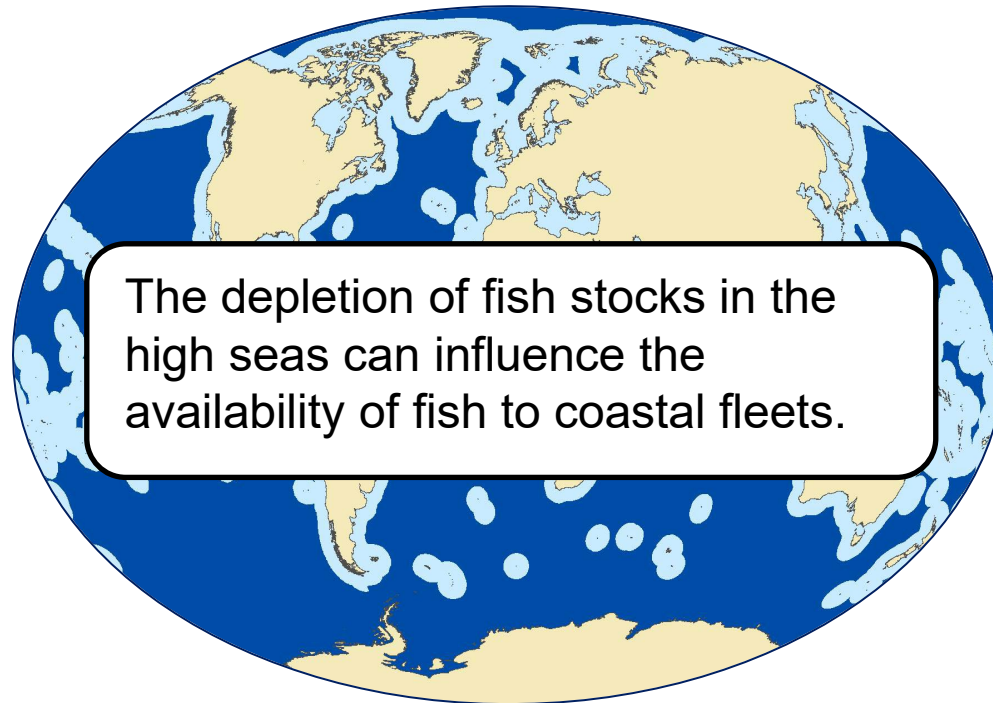 The depletion of fish stocks in the
high seas can influence the
availability of fish to coastal fleets.